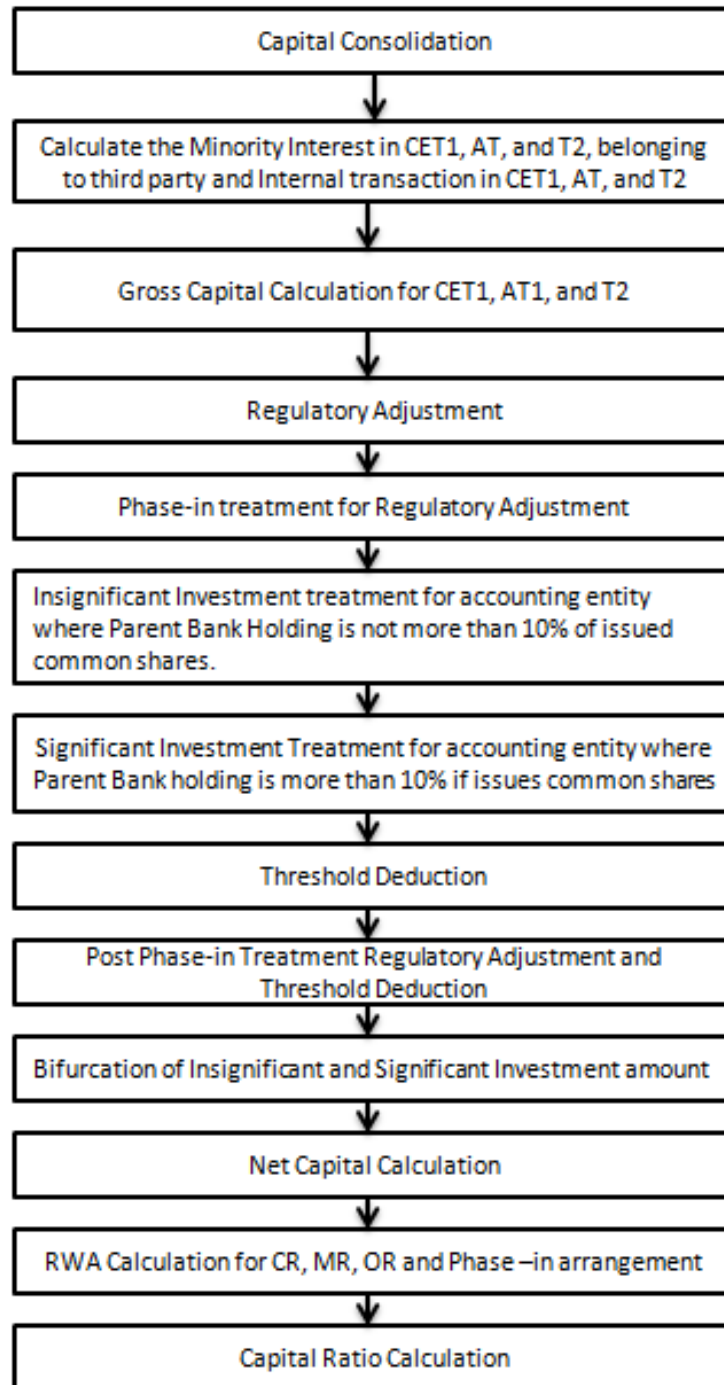 Capital Consolidation
Calculate the Minority Interest in CET1, AT, and T2, belonging
to third party and Internal transaction in CET1, AT, and T2
Gross Capital Calculation for CET1, AT1, and T2
Regulatory Adjustment
Phase-in treatment for Regulatory Adjustment
Insignificant Investment treatment for accounting entity
where Parent Bank Holding is not more than 10% of issued
common shares.
Significant Investment Treatment for accounting entity where
Parent Bank holding is more than 10% if issues common shares
Threshold Deduction
Post Phase-in Treatment Regulatory Adjustment and
Threshold Deduction
Bifurcation of Insignificant and Significant Investment amount
Net Capital Calculation
RWA Calculation for CR, MR, OR and Phase –in arrangement
Capital Ratio Calculation